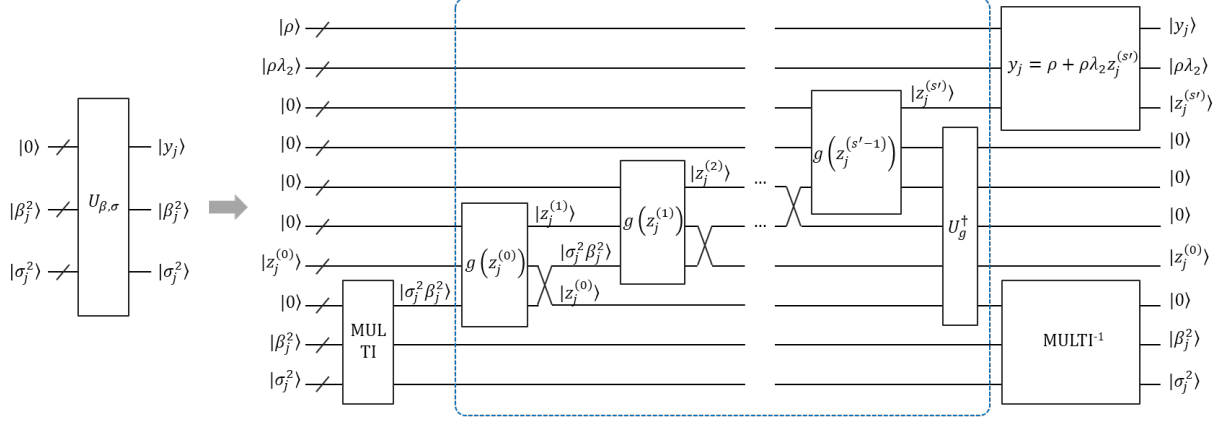 |0⟩
|β_j^2⟩
|σ_j^2⟩
U_{β,σ}
|y_j⟩
|β_j^2⟩
|σ_j^2⟩
|ρ⟩
|ρλ_2⟩
|0⟩
|0⟩
|0⟩
|0⟩
|z_j^{(0)}⟩
|0⟩
|β_j^2⟩
|σ_j^2⟩
MUL
TI
|σ_j^2 β_j^2⟩
g(z_j^{(0)})
|z_j^{(1)}⟩
|σ_j^2 β_j^2⟩
|z_j^{(0)}⟩
g(z_j^{(1)})
|z_j^{(2)}⟩
...
...
...
...
g(z_j^{(s'-1)})
|z_j^{(s')}⟩
U_g^†
y_j = ρ + ρλ_2 z_j^{(s')}
MULTI^{-1}
|y_j⟩
|ρλ_2⟩
|z_j^{(s')}⟩
|0⟩
|0⟩
|0⟩
|z_j^{(0)}⟩
|0⟩
|β_j^2⟩
|σ_j^2⟩